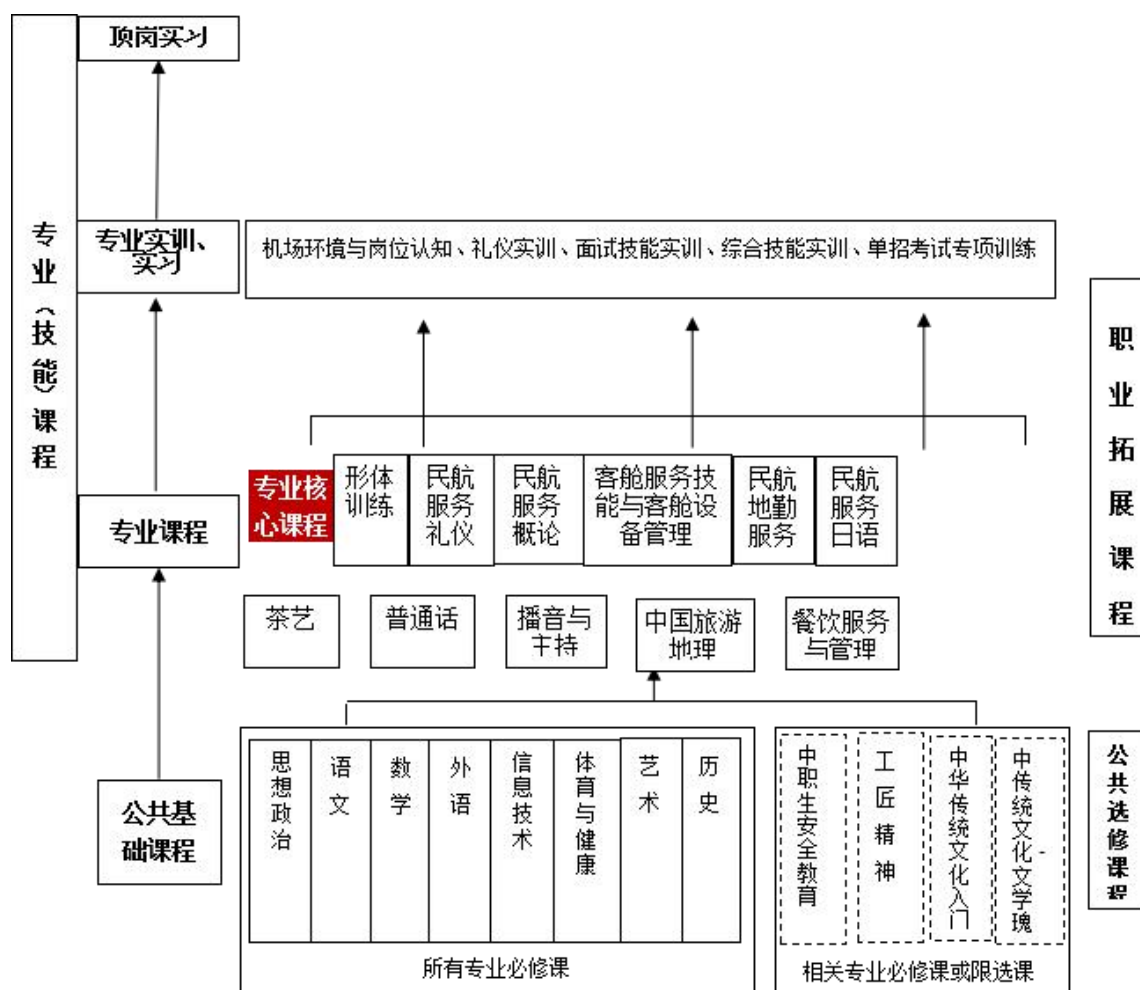 顶岗实习
专业（技能）课程
专业实训、
实习
机场环境与岗位认知、礼仪实训、面试技能实训、综合技能实训、单招考试专项训练
职业拓展课程
专业课程
专业核
心课程
形体
训练
民航
服务
礼仪
民航
服务
概论
客舱服务技
能与客舱设
备管理
民航
地勤
服务
民航
服务
日语
茶艺
普通话
播音与
主持
中国旅游
地理
餐饮服务
与管理
公共基
础课程
思想政治
语文
数学
外语
信息技术
体育与健康
艺术
历史
所有专业必修课
中职生安全教育
工匠精神
中华传统文化入门
中传统文化-文学瑰
相关专业必修课或限选课
公共选修课程